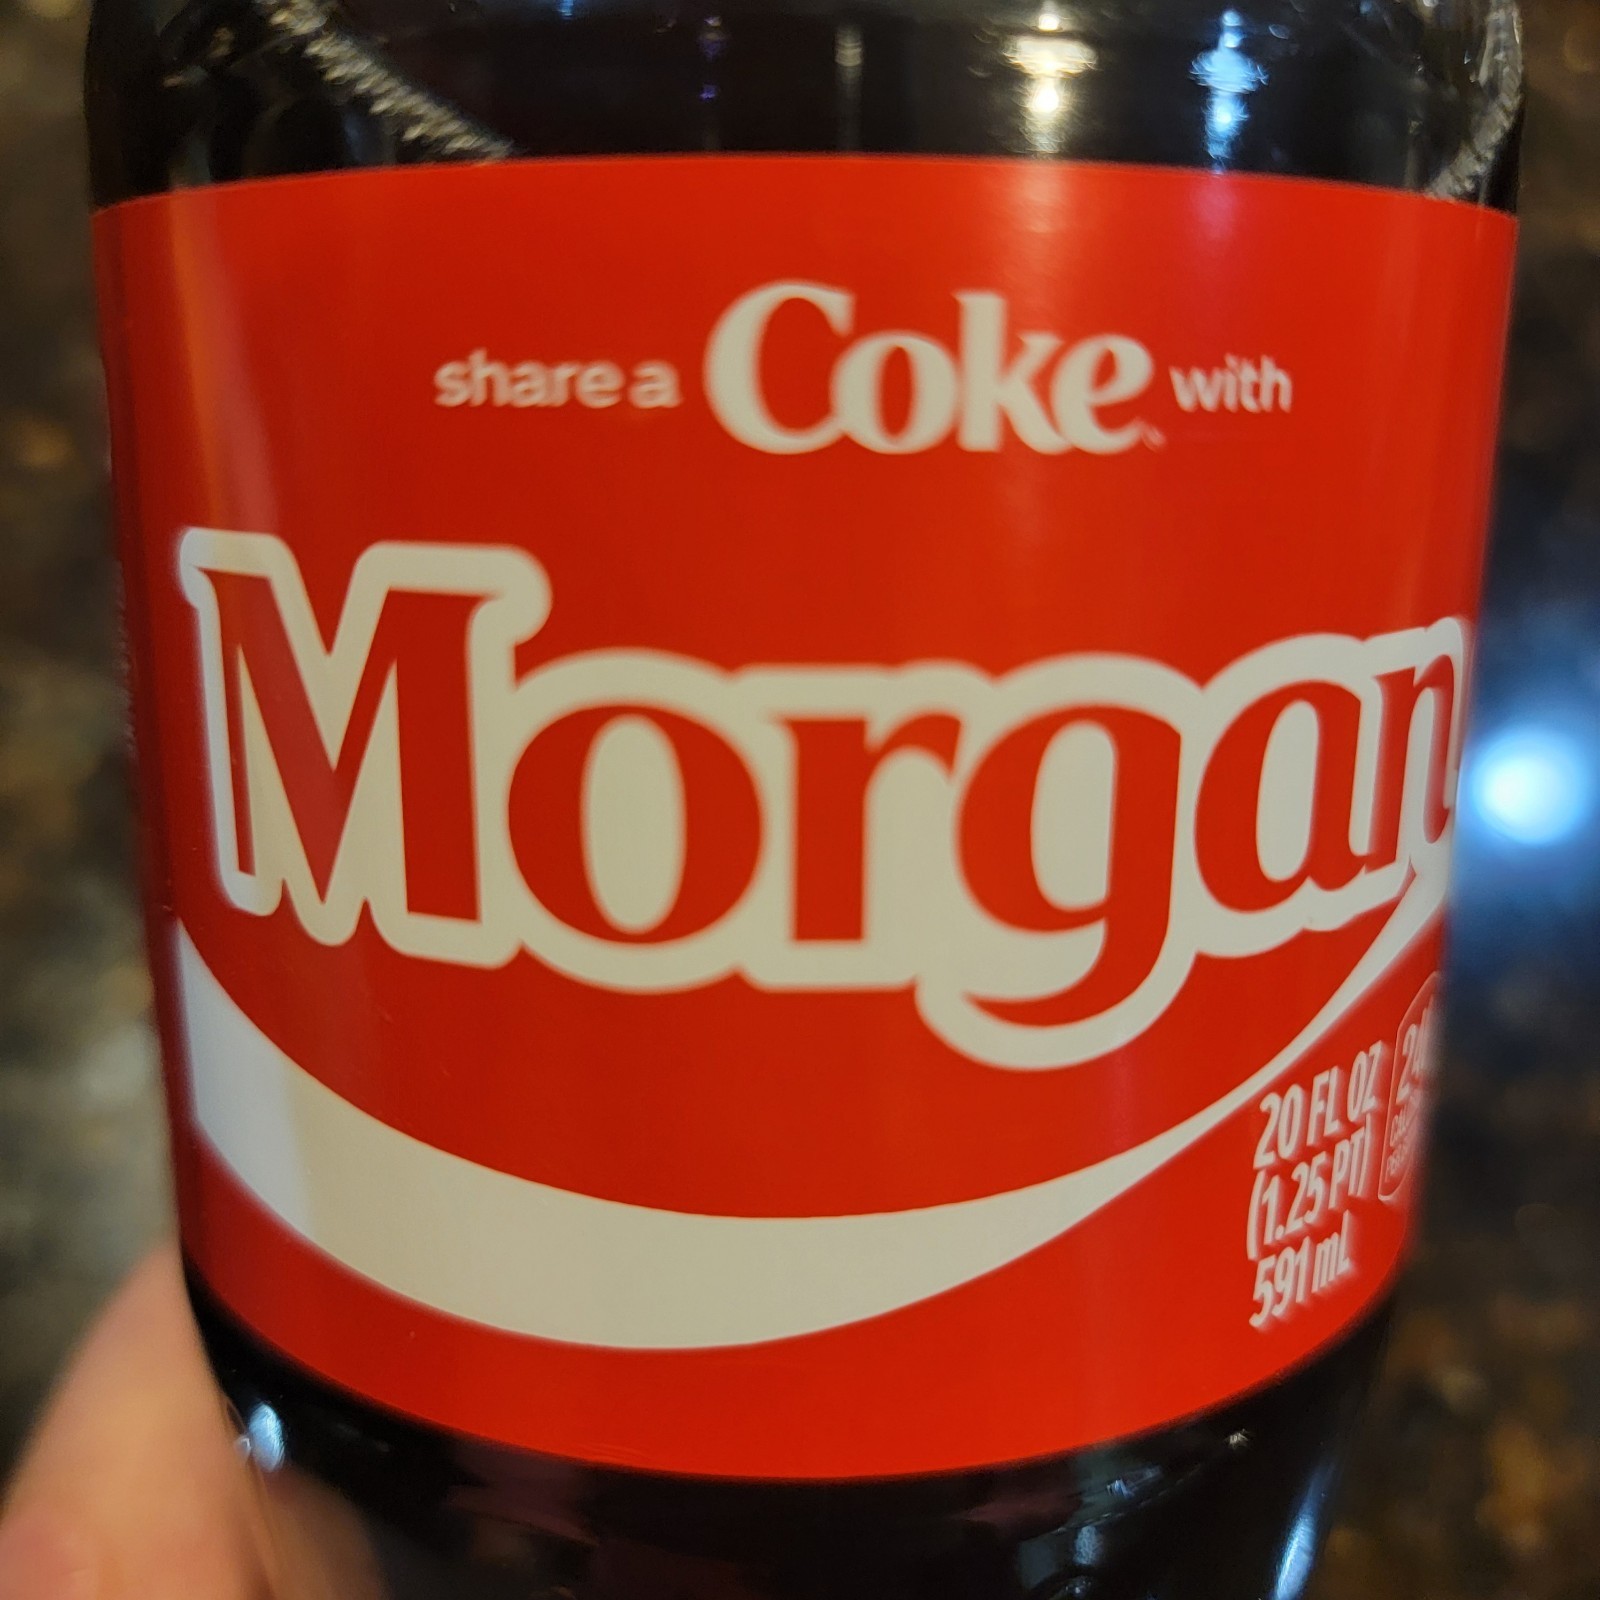 share a Coke with
Morgan
20 FL OZ
(1.25 PT)
591 mL